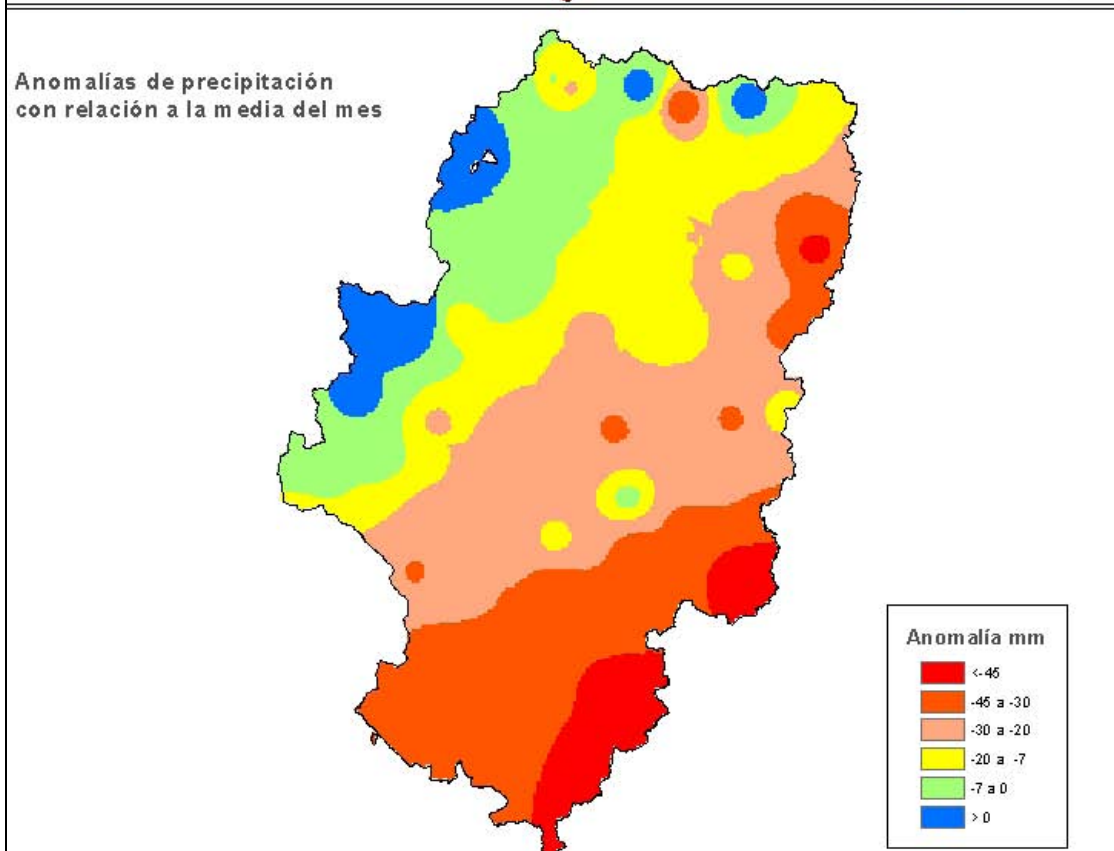 Anomalías de precipitación
con relación a la media del mes
Anomalía mm
<-45
-45 a -30
-30 a -20
-20 a -7
-7 a 0
> 0